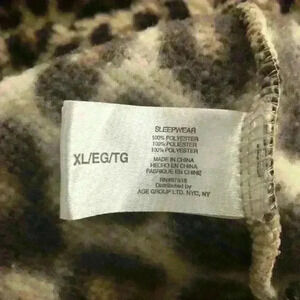 SLEEPWEAR
100% POLYESTER
100% POLIESTER
100% POLYESTER
XL/EG/TG
MADE IN CHINA
HECHO EN CHINA
FABRIQUE EN CHINE
Distributed by
AGE GROUP LTD. NYC, NY